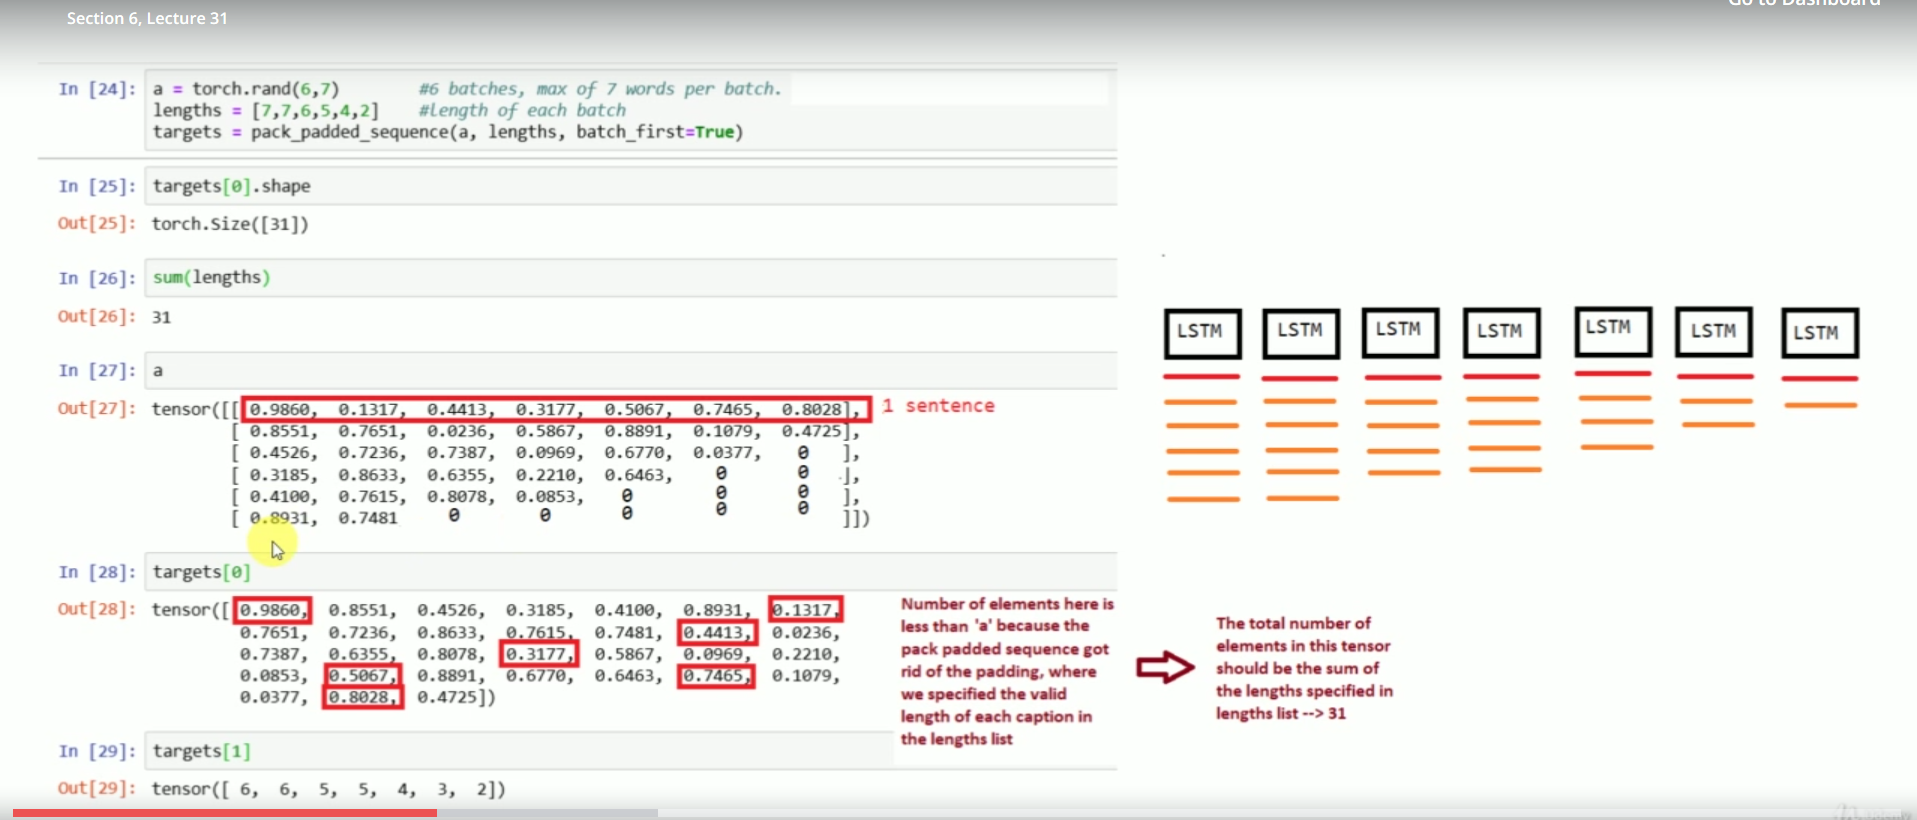 Section 6, Lecture 31
Go to Dashboard
In [24]: a = torch.rand(6,7) #6 batches, max of 7 words per batch.
lengths = [7,7,6,5,4,2] #Length of each batch
targets = pack_padded_sequence(a, lengths, batch_first=True)
In [25]: targets[0].shape
Out[25]: torch.Size([31])
In [26]: sum(lengths)
Out[26]: 31
In [27]: a
Out[27]: tensor([[ 0.9860, 0.1317, 0.4413, 0.3177, 0.5067, 0.7465, 0.8028], 1 sentence
[ 0.8551, 0.7651, 0.0236, 0.5867, 0.8891, 0.1079, 0.4725],
[ 0.4526, 0.7236, 0.7387, 0.0969, 0.6770, 0.0377, 0 ],
[ 0.3185, 0.8633, 0.6355, 0.2210, 0.6463, 0 0 ],
[ 0.4100, 0.7615, 0.8078, 0.0853, 0 0 0 ],
[ 0.8931, 0.7481 0 0 0 0 0 ]])
In [28]: targets[0]
Out[28]: tensor([ 0.9860, 0.8551, 0.4526, 0.3185, 0.4100, 0.8931, 0.1317,
0.7651, 0.7236, 0.8633, 0.7615, 0.7481, 0.4413, 0.0236,
0.7387, 0.6355, 0.8078, 0.3177, 0.5867, 0.0969, 0.2210,
0.0853, 0.5067, 0.8891, 0.6770, 0.6463, 0.7465, 0.1079,
0.0377, 0.8028, 0.4725])
In [29]: targets[1]
Out[29]: tensor([ 6, 6, 5, 5, 4, 3, 2])
Number of elements here is
less than 'a' because the
pack padded sequence got
rid of the padding, where
we specified the valid
length of each caption in
the lengths list
LSTM LSTM LSTM LSTM LSTM LSTM LSTM
The total number of
elements in this tensor
should be the sum of
the lengths specified in
lengths list --> 31